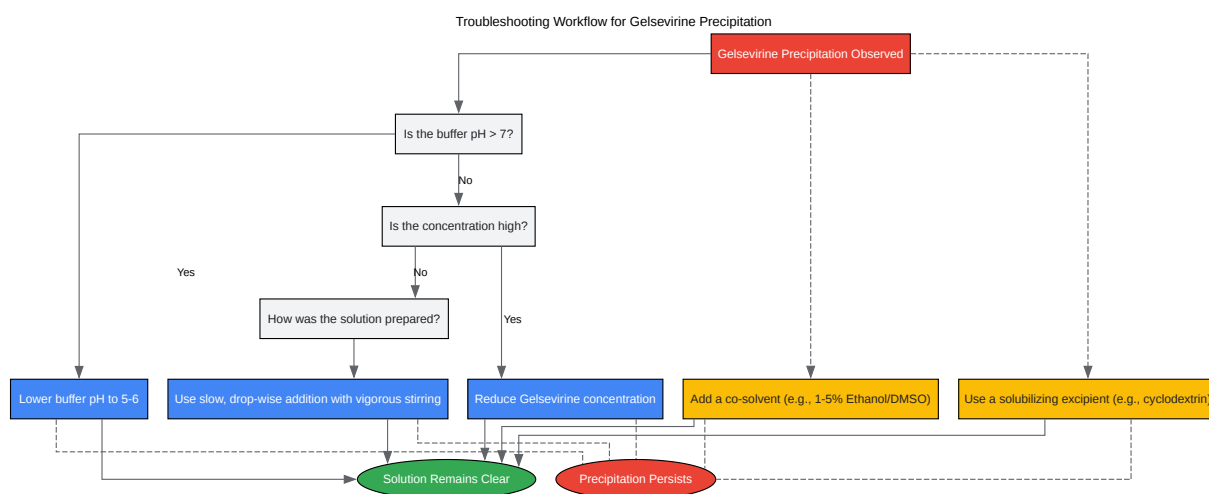 Troubleshooting Workflow for Gelsevirine Precipitation
Gelsevirine Precipitation Observed
Is the buffer pH > 7?
No
Is the concentration high?
Yes
No
How was the solution prepared?
Yes
Lower buffer pH to 5-6
Use slow, drop-wise addition with vigorous stirring
Reduce Gelsevirine concentration
Add a co-solvent (e.g., 1-5% Ethanol/DMSO)
Use a solubilizing excipient (e.g., cyclodextrin)
Solution Remains Clear
Precipitation Persists